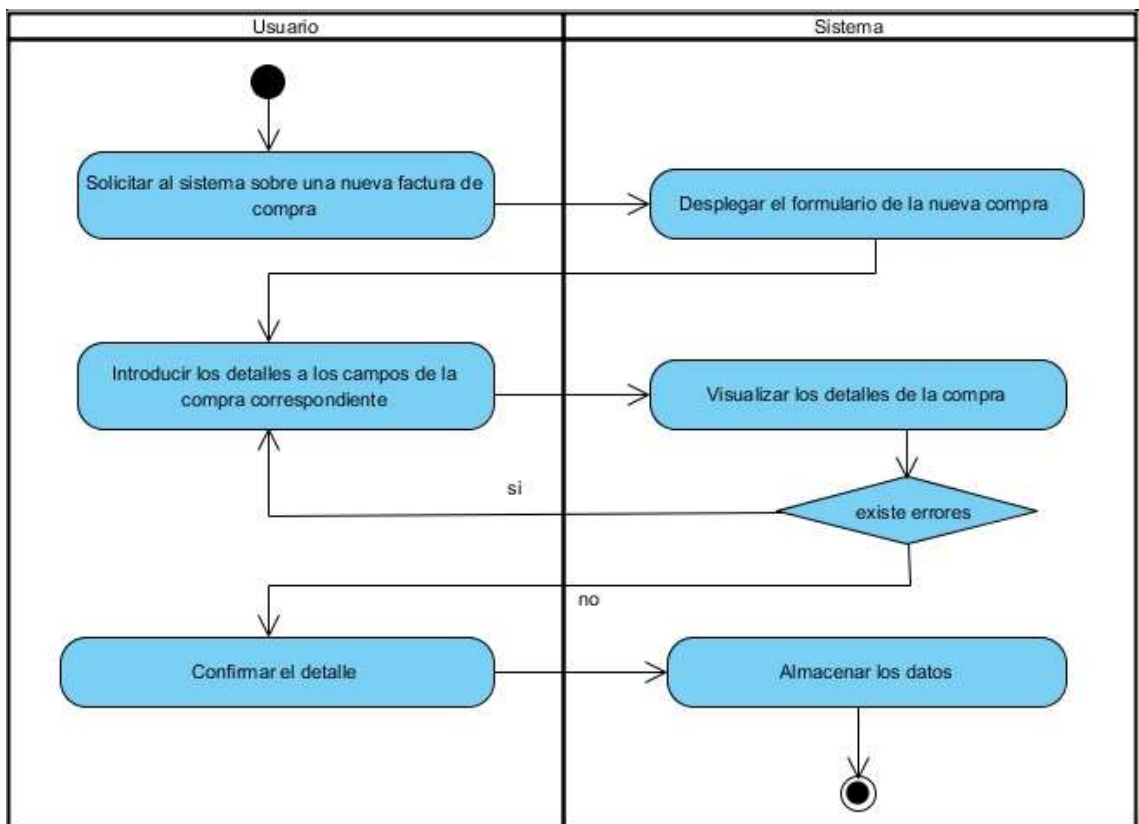 Usuario
Sistema
Solicitar al sistema sobre una nueva factura de
compra
Desplegar el formulario de la nueva compra
Introducir los detalles a los campos de la
compra correspondiente
Visualizar los detalles de la compra
si
existe errores
no
Confirmar el detalle
Almacenar los datos